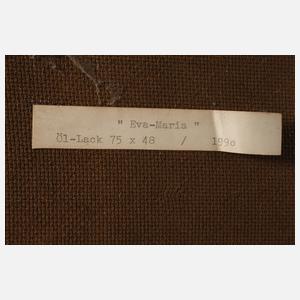 " Eva-Maria "
Öl-Lack 75 x 48 / 1990